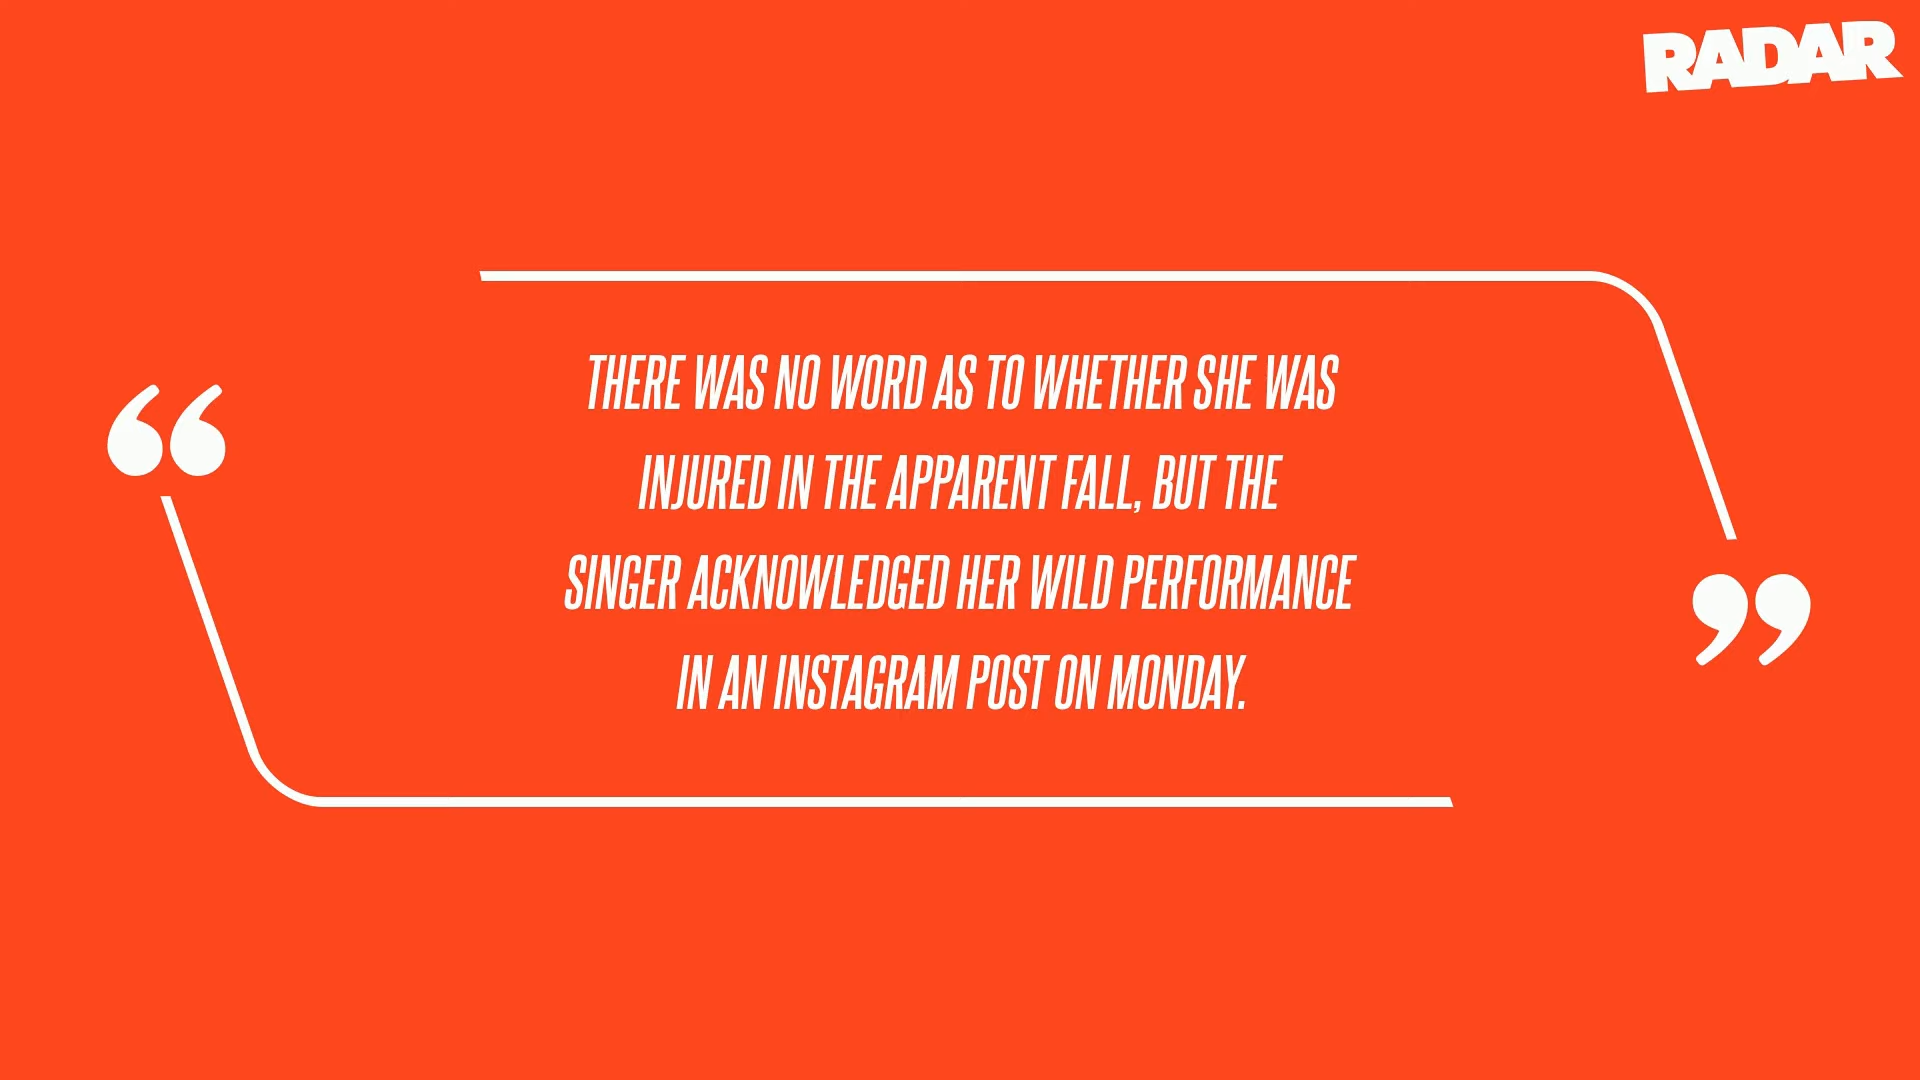 RADAR
THERE WAS NO WORD AS TO WHETHER SHE WAS
INJURED IN THE APPARENT FALL, BUT THE
SINGER ACKNOWLEDGED HER WILD PERFORMANCE
IN AN INSTAGRAM POST ON MONDAY.